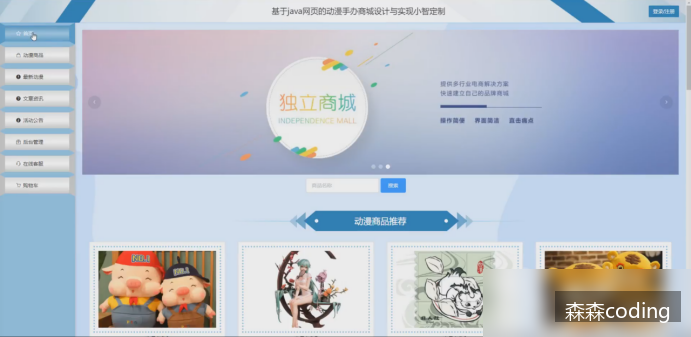 基于java网页的动漫手办商城设计与实现小智定制
登录/注册
首页
动漫商品
最新动漫
文章资讯
活动公告
后台管理
在线客服
购物车
独立商城
INDEPENDENCE MALL
提供多行业电商解决方案
快速建立自己的品牌商城
操作简便 界面简洁 直击痛点
商品名称
搜索
动漫商品推荐
森森coding